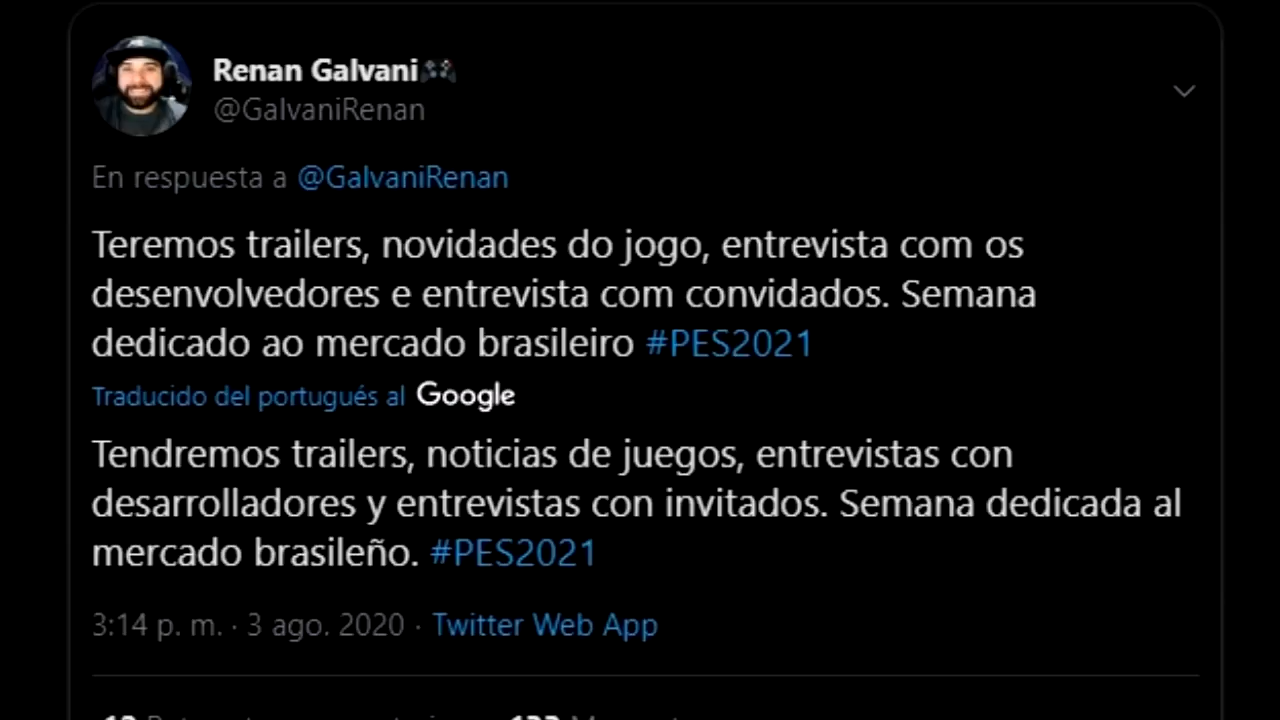 Renan Galvani🎮
@GalvaniRenan
En respuesta a @GalvaniRenan
Teremos trailers, novidades do jogo, entrevista com os
desenvolvedores e entrevista com convidados. Semana
dedicado ao mercado brasileiro #PES2021
Traducido del portugués al Google
Tendremos trailers, noticias de juegos, entrevistas con
desarrolladores y entrevistas con invitados. Semana dedicada al
mercado brasileño. #PES2021
3:14 p. m. · 3 ago. 2020 · Twitter Web App